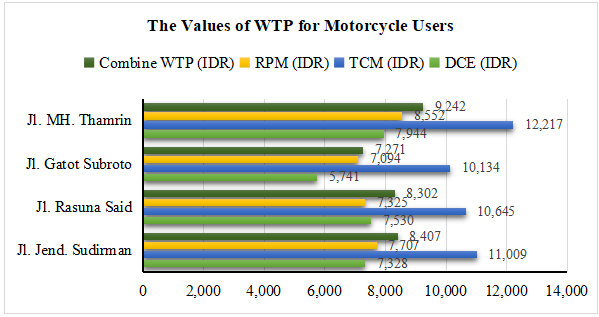 The Values of WTP for Motorcycle Users
Combine WTP (IDR) RPM (IDR) TCM (IDR) DCE (IDR)
Jl. MH. Thamrin
9,242
8,552
12,217
7,944
Jl. Gatot Subroto
7,271
7,094
10,134
5,741
Jl. Rasuna Said
8,302
7,325
10,645
7,530
Jl. Jend. Sudirman
8,407
7,707
11,009
7,328
0 2,000 4,000 6,000 8,000 10,000 12,000 14,000